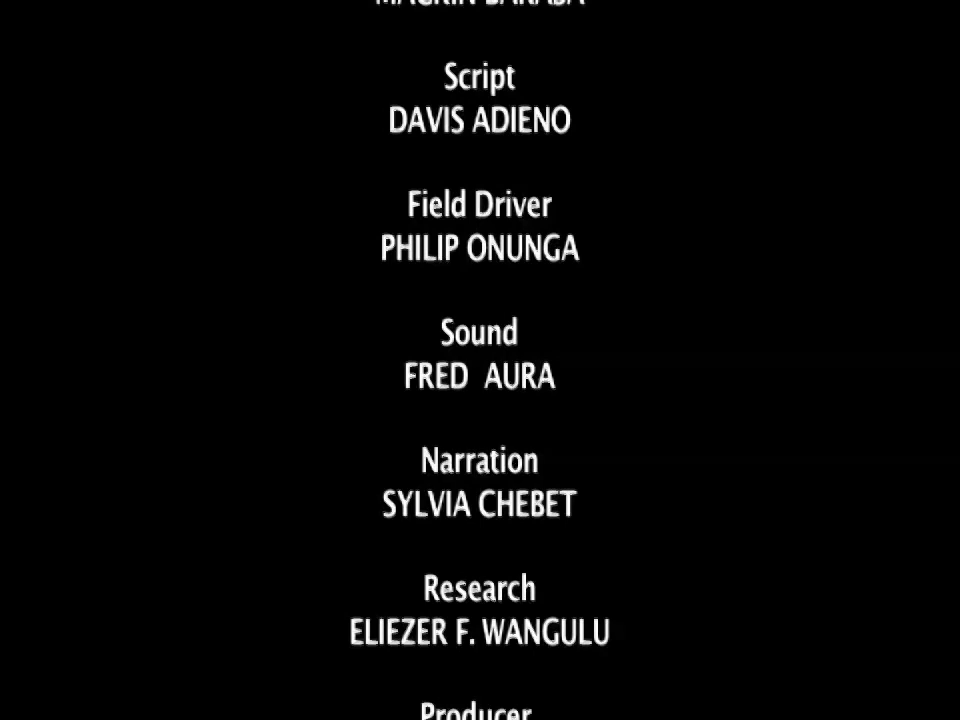 Script
DAVIS ADIENO
Field Driver
PHILIP ONUNGA
Sound
FRED AURA
Narration
SYLVIA CHEBET
Research
ELIEZER F. WANGULU
Producer